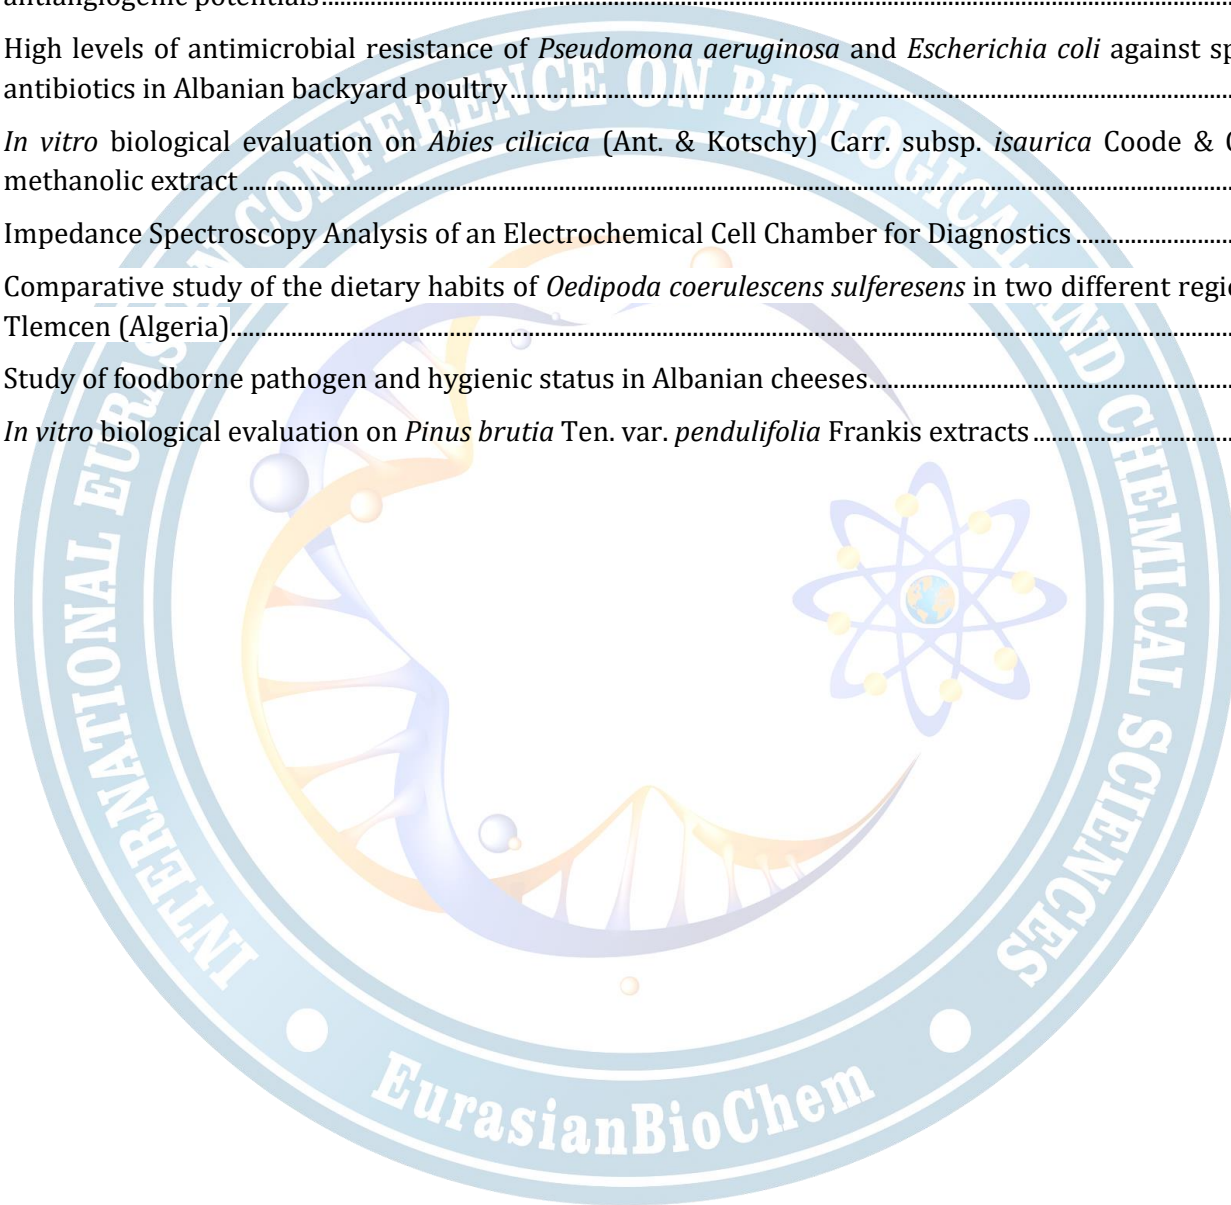 antiangiogenic potentials
High levels of antimicrobial resistance of Pseudomona aeruginosa and Escherichia coli against
antibiotics in Albanian backyard poultry
In vitro biological evaluation on Abies cilicica (Ant. & Kotschy) Carr. subsp. isaurica Coode &
methanolic extract
Impedance Spectroscopy Analysis of an Electrochemical Cell Chamber for Diagnostics
Comparative study of the dietary habits of Oedipoda coerulescens sulferesens in two different
Tlemcen (Algeria)
Study of foodborne pathogen and hygienic status in Albanian cheeses
In vitro biological evaluation on Pinus brutia Ten. var. pendulifolia Frankis extracts
INTERNATIONAL EURASIAN CONFERENCE ON BIOLOGICAL AND CHEMICAL SCIENCES
EurasianBioChem